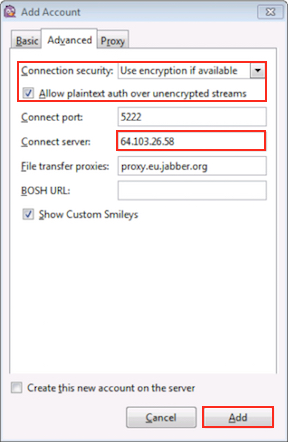 Add Account
Basic Advanced Proxy
Connection security: Use encryption if available
Allow plaintext auth over unencrypted streams
Connect port: 5222
Connect server: 64.103.26.58
File transfer proxies: proxy.eu.jabber.org
BOSH URL:
Show Custom Smileys
Create this new account on the server
Cancel Add